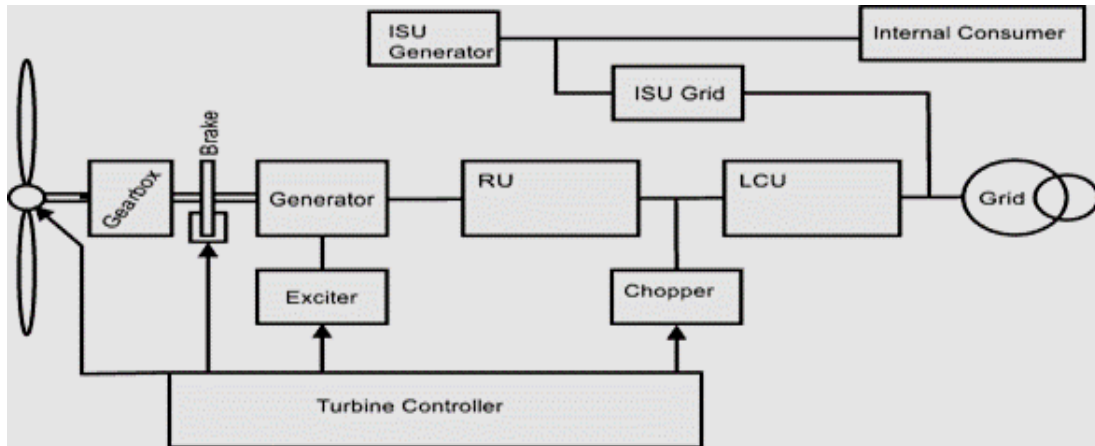 ISU
Generator
Internal Consumer
ISU Grid
Brake
Gearbox
Generator
RU
LCU
Grid
Exciter
Chopper
Turbine Controller